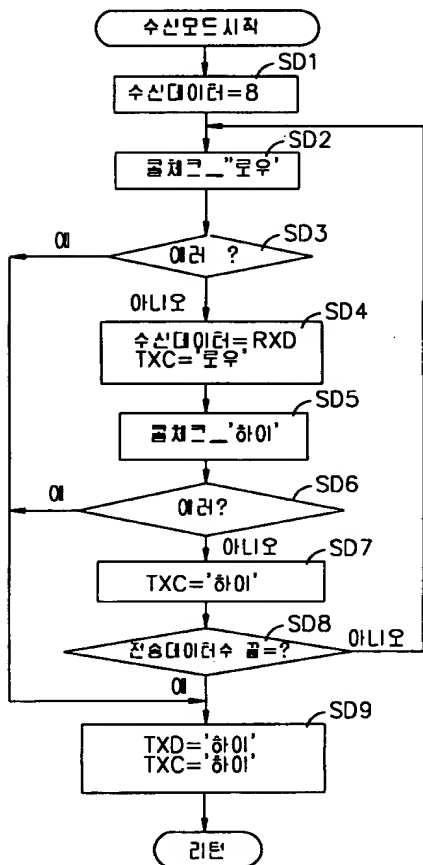 수신모드시작
SD1
수신데이터=8
SD2
콜체크_"로우'
SD3
예
에러 ?
아니오
SD4
수신데이터=RXD
TXC='로우'
SD5
콜체크_'하이'
SD6
예
에러?
아니오
SD7
TXC='하이'
SD8
전송데이터수 끝=?
아니오
예
SD9
TXD='하이'
TXC='하이'
리턴